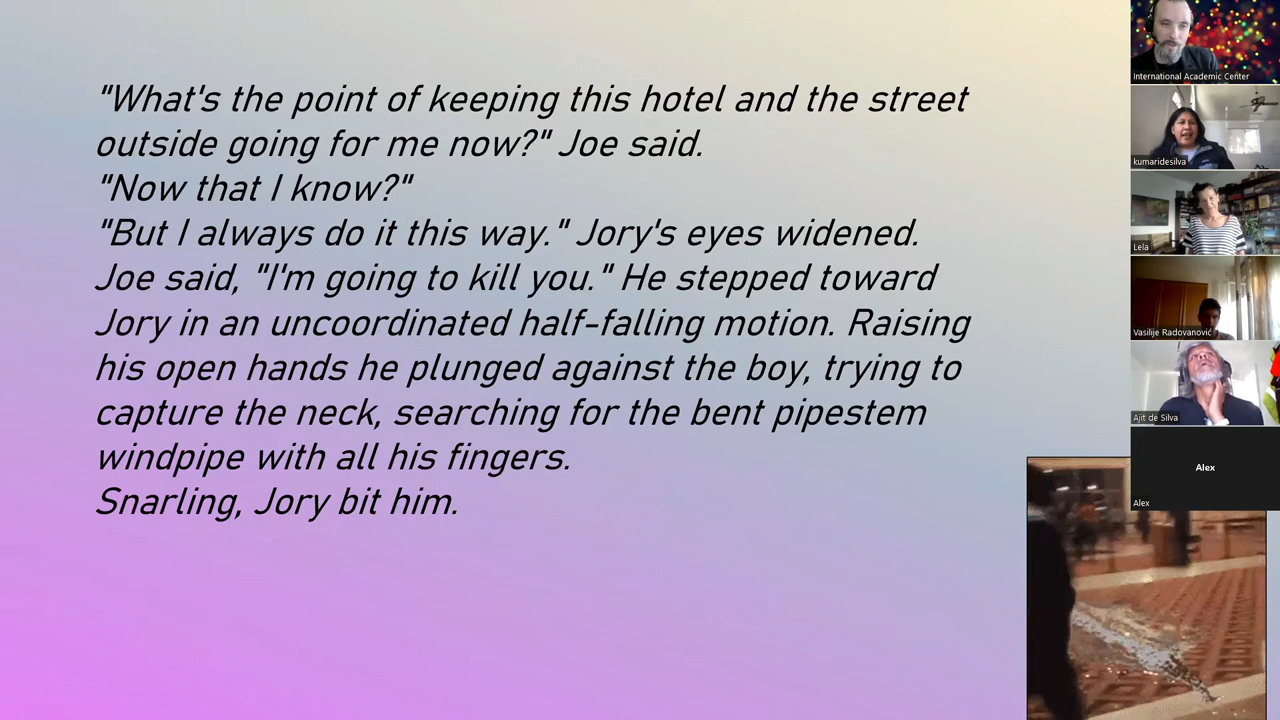 "What's the point of keeping this hotel and the street
outside going for me now?" Joe said.
"Now that I know?"
"But I always do it this way." Jory's eyes widened.
Joe said, "I'm going to kill you." He stepped toward
Jory in an uncoordinated half-falling motion. Raising
his open hands he plunged against the boy, trying to
capture the neck, searching for the bent pipestem
windpipe with all his fingers.
Snarling, Jory bit him.
International Academic Center
kumaridesilva
Lela
Vasilije Radovanović
Ajit de Silva
Alex
Alex